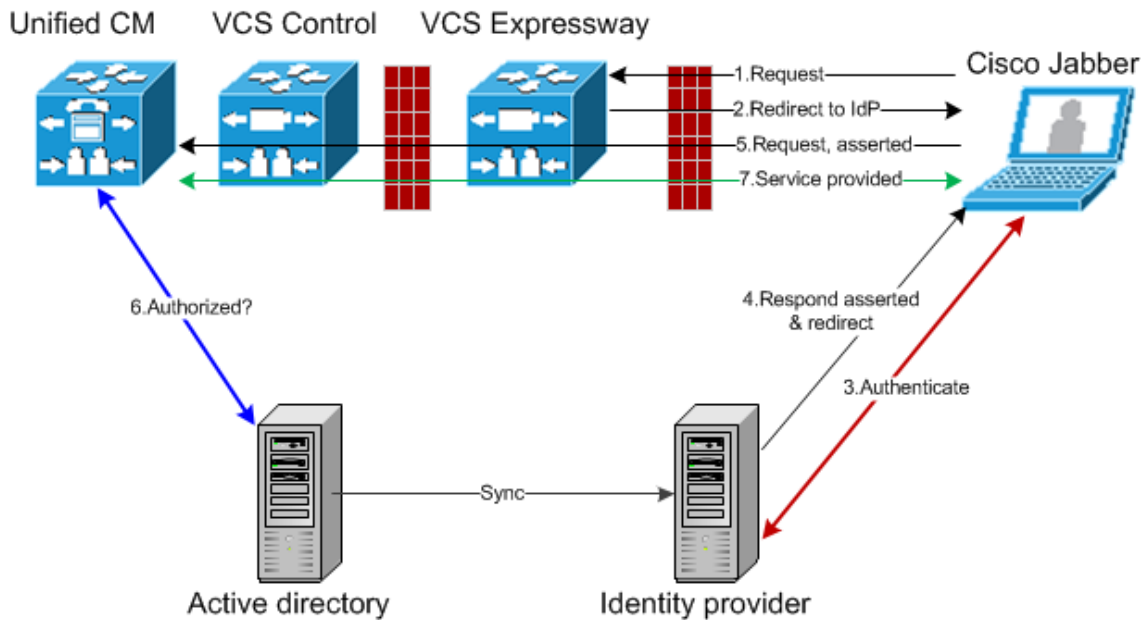 Unified CM
VCS Control
VCS Expressway
Cisco Jabber
1.Request
2.Redirect to IdP
5.Request, asserted
7.Service provided
6.Authorized?
4.Respond asserted
& redirect
3.Authenticate
Sync
Active directory
Identity provider